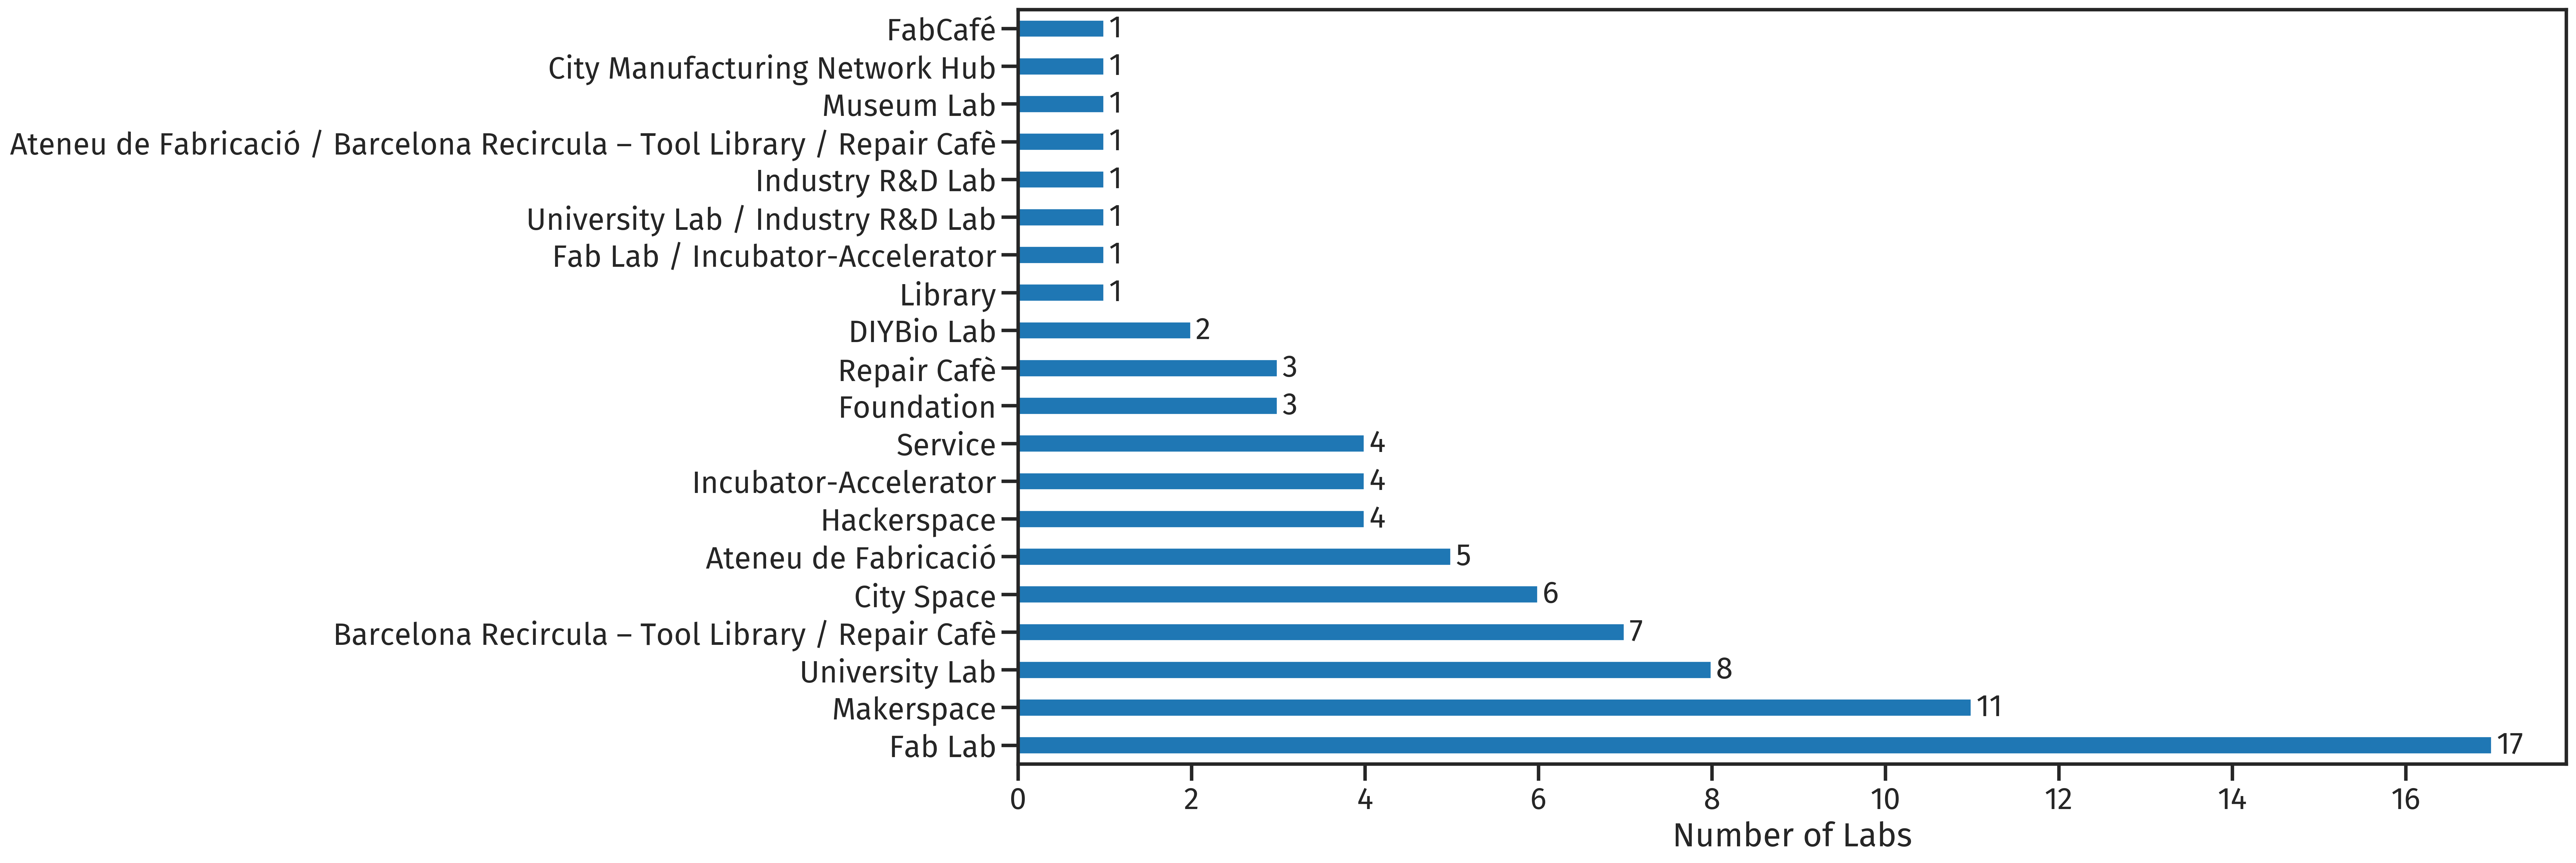 FabCafé 1
City Manufacturing Network Hub 1
Museum Lab 1
Ateneu de Fabricació / Barcelona Recircula – Tool Library / Repair Cafè 1
Industry R&D Lab 1
University Lab / Industry R&D Lab 1
Fab Lab / Incubator-Accelerator 1
Library 1
DIYBio Lab 2
Repair Cafè 3
Foundation 3
Service 4
Incubator-Accelerator 4
Hackerspace 4
Ateneu de Fabricació 5
City Space 6
Barcelona Recircula – Tool Library / Repair Cafè 7
University Lab 8
Makerspace 11
Fab Lab 17
0 2 4 6 8 10 12 14 16
Number of Labs